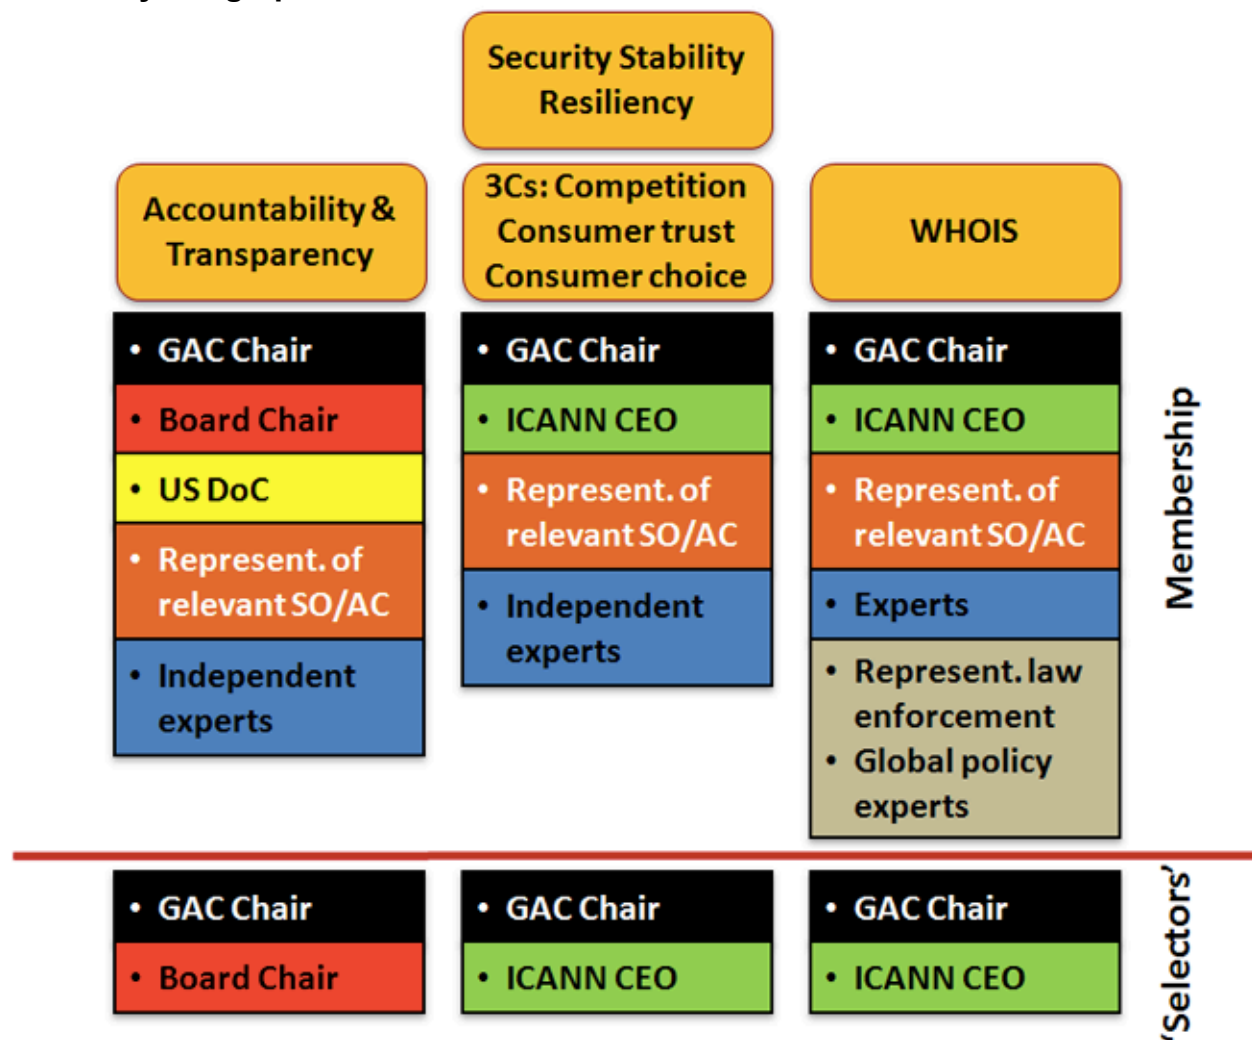 Security Stability
Resiliency
Accountability &
Transparency
3Cs: Competition
Consumer trust
Consumer choice
WHOIS
• GAC Chair
• Board Chair
• US DoC
• Represent. of
relevant SO/AC
• Independent
experts
• GAC Chair
• ICANN CEO
• Represent. of
relevant SO/AC
• Independent
experts
• GAC Chair
• ICANN CEO
• Represent. of
relevant SO/AC
• Experts
• Represent. law
enforcement
• Global policy
experts
Membership
• GAC Chair
• Board Chair
• GAC Chair
• ICANN CEO
• GAC Chair
• ICANN CEO
'Selectors'